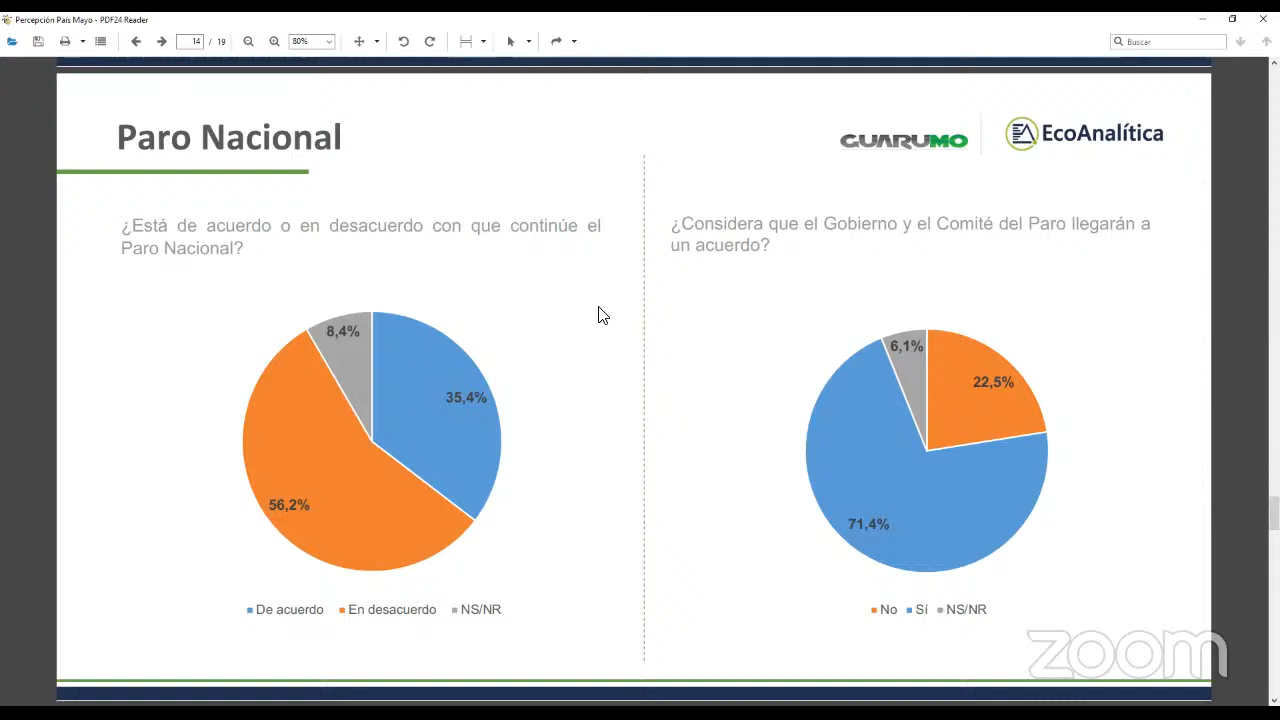 Percepción País Mayo - PDF24 Reader
14 / 19
80%
Buscar
Paro Nacional
GUARUMO
EcoAnalítica
¿Está de acuerdo o en desacuerdo con que continúe el
Paro Nacional?
8,4%
35,4%
56,2%
De acuerdo En desacuerdo NS/NR
¿Considera que el Gobierno y el Comité del Paro llegarán a
un acuerdo?
6,1%
22,5%
71,4%
No Sí NS/NR
zoom